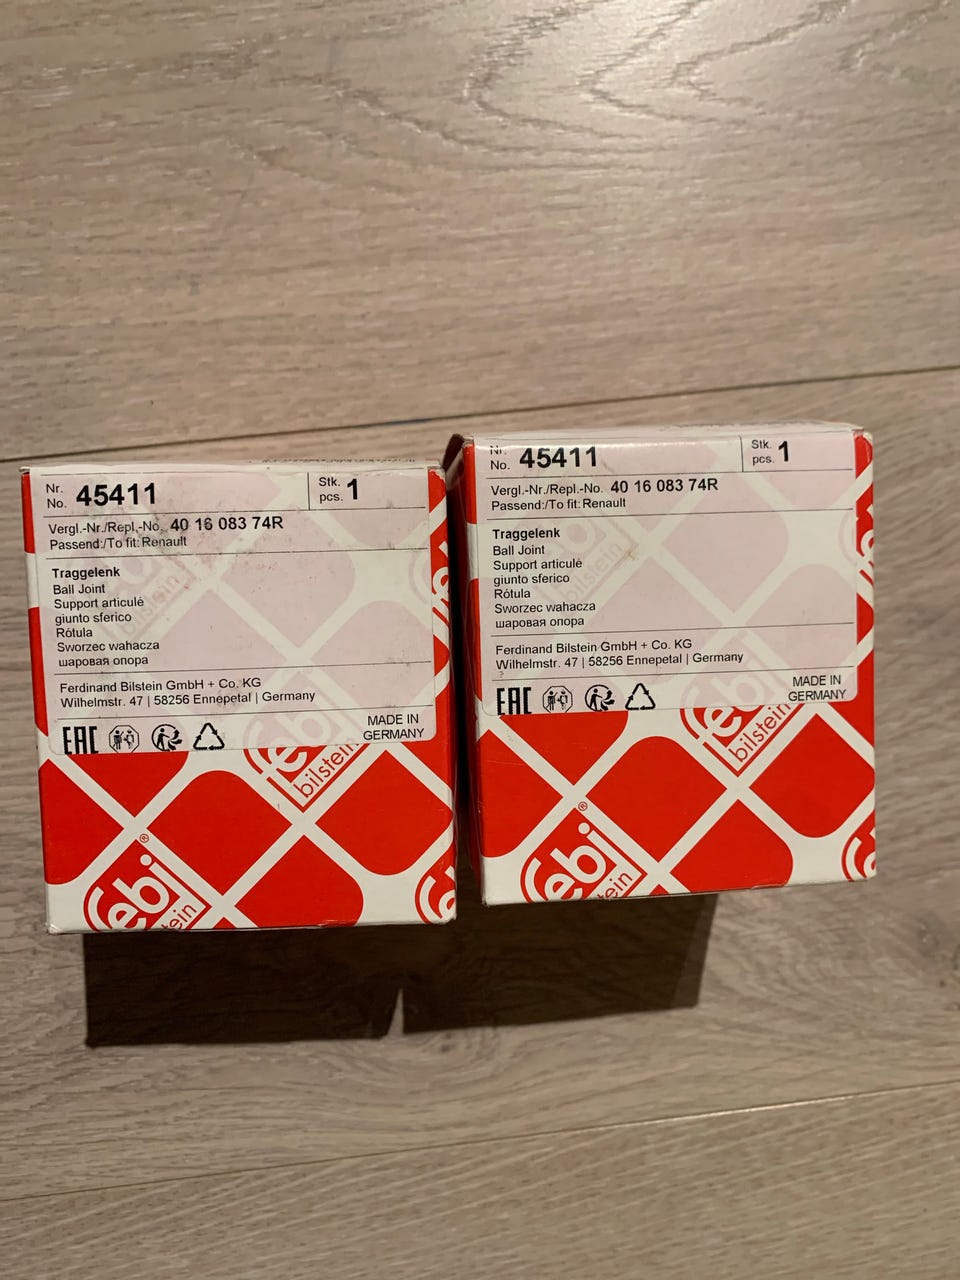 Nr.
No. 45411
Stk.
pcs. 1
Vergl.-Nr./Repl.-No. 40 16 083 74R
Passend:/To fit: Renault
Traggelenk
Ball Joint
Support articulé
giunto sferico
Rótula
Sworzec wahacza
шаровая опора
Ferdinand Bilstein GmbH + Co. KG
Wilhelmstr. 47 | 58256 Ennepetal | Germany
EAC
MADE IN
GERMANY
febi
bilstein
febi®
stein
Nr.
No. 45411
Stk.
pcs. 1
Vergl.-Nr./Repl.-No. 40 16 083 74R
Passend:/To fit: Renault
Traggelenk
Ball Joint
Support articulé
giunto sferico
Rótula
Sworzec wahacza
шаровая опора
Ferdinand Bilstein GmbH + Co. KG
Wilhelmstr. 47 | 58256 Ennepetal | Germany
EAC
MADE IN
GERMANY
febi
bilstein
febi®
stein